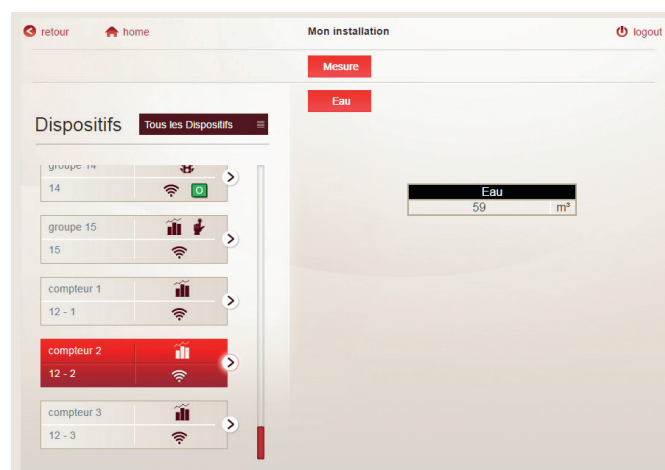 retour
home
Mon installation
logout
Mesure
Eau
Dispositifs
Tous les Dispositifs
groupe 14
14
O
groupe 15
15
compteur 1
12 - 1
compteur 2
12 - 2
compteur 3
12 - 3
Eau
59 m³